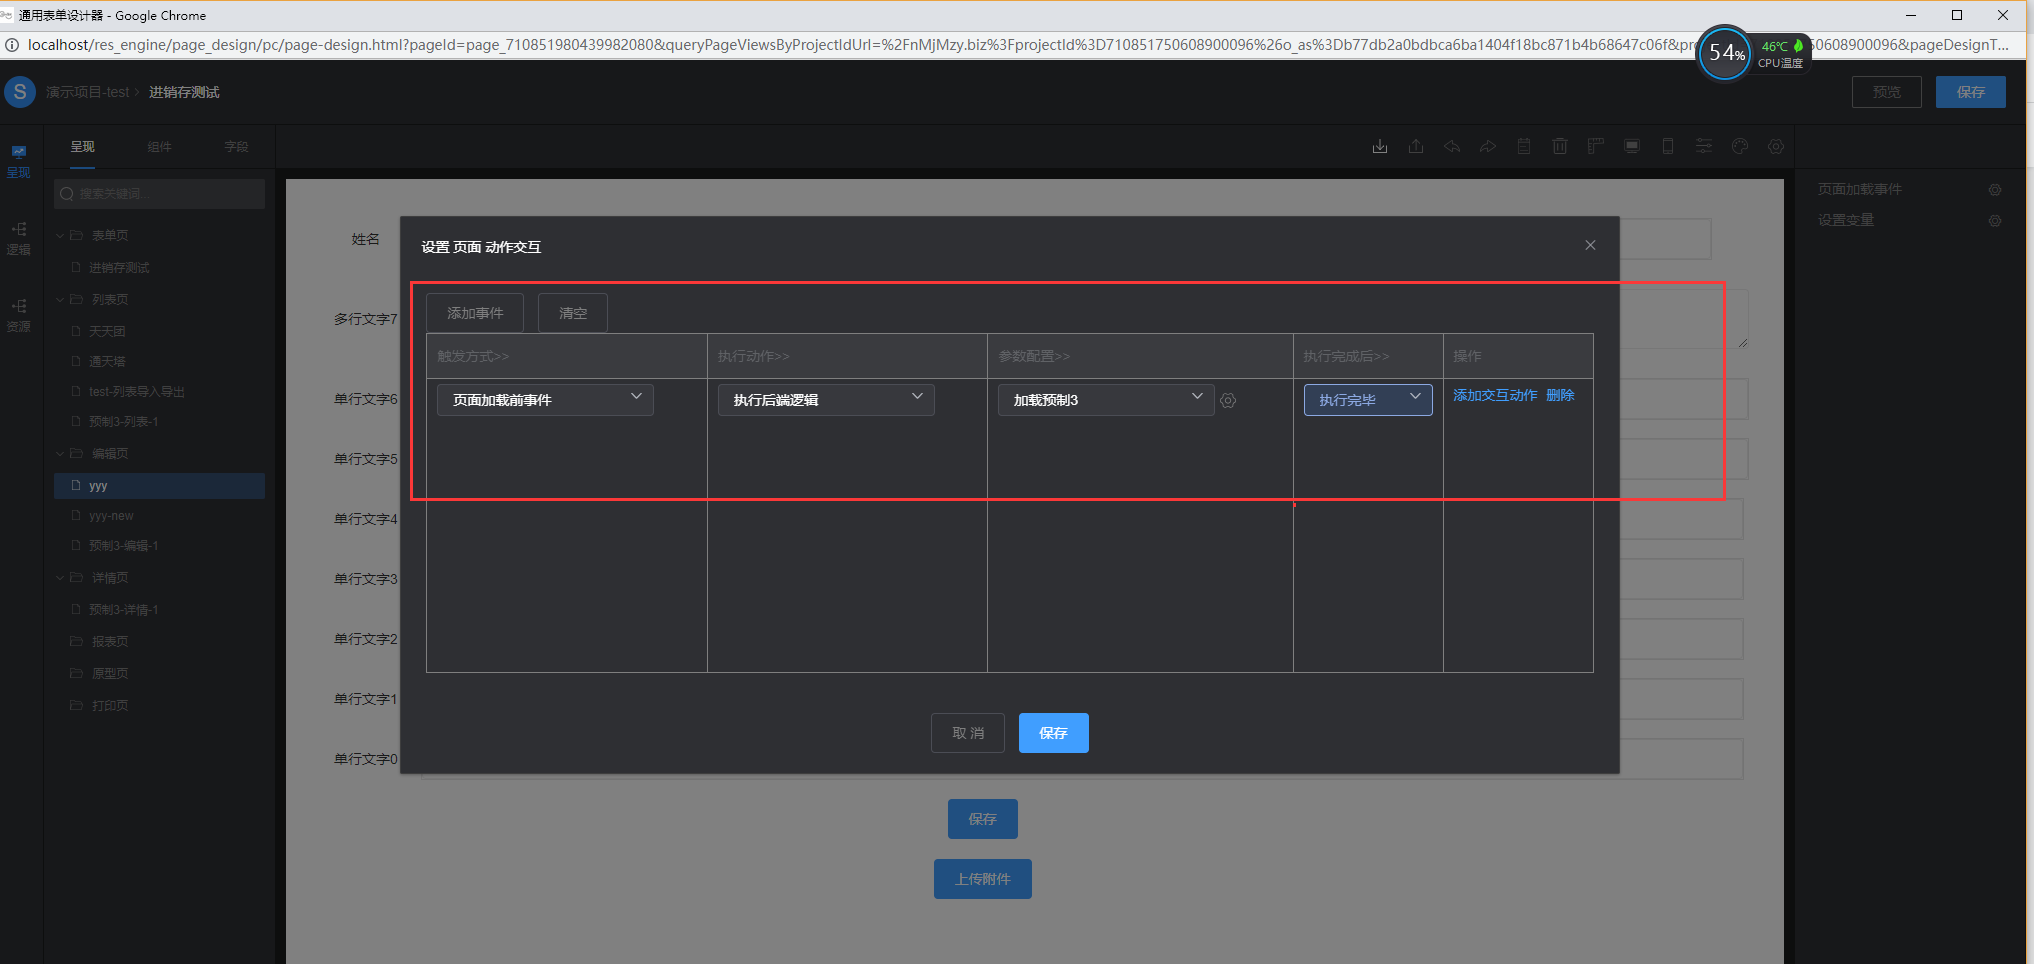 通用表单设计器 - Google Chrome
localhost/res_engine/page_design/pc/page-design.html?pageId=page_710851980439982080&queryPageViewsByProjectIdUrl=%2FnMjMzy.biz%3FprojectId%3D710851750608900096%26o_as%3Db77db2a0bdbca6ba1404f18bc871b4b68647c06f&pr
50608900096&pageDesignT...
54%
46℃
CPU温度
S
演示项目-test > 进销存测试
预览
保存
呈现
组件
字段
呈现
逻辑
资源
搜索关键词...
表单页
进销存测试
列表页
天天团
通天塔
test-列表导入导出
预制3-列表-1
编辑页
yyy
yyy-new
预制3-编辑-1
详情页
预制3-详情-1
报表页
原型页
打印页
页面加载事件
设置变量
姓名
多行文字7
单行文字6
单行文字5
单行文字4
单行文字3
单行文字2
单行文字1
单行文字0
设置 页面 动作交互
添加事件
清空
触发方式>>
执行动作>>
参数配置>>
执行完成后>>
操作
页面加载前事件
执行后端逻辑
加载预制3
执行完毕
添加交互动作 删除
取 消
保存
保存
上传附件